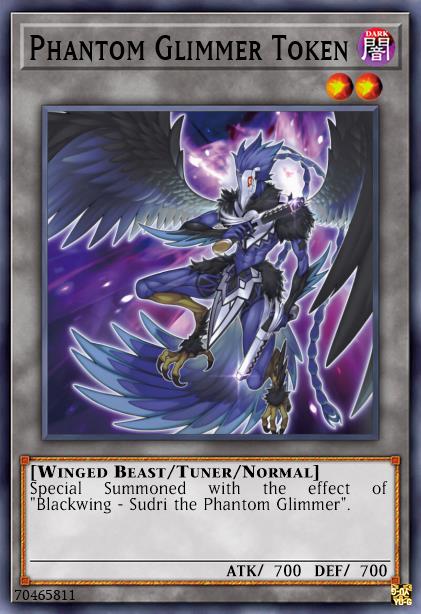 Phantom Glimmer Token
DARK
闇
[Winged Beast/Tuner/Normal]
Special Summoned with the effect of
"Blackwing - Sudri the Phantom Glimmer".
ATK/ 700 DEF/ 700
70465811